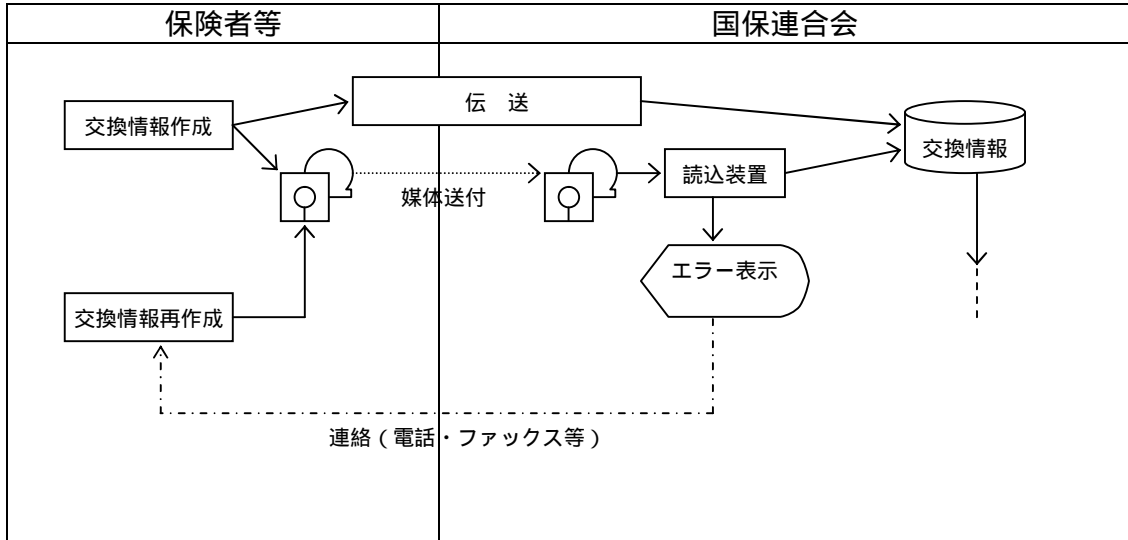 保険者等
国保連合会
伝　送
交換情報作成
交換情報
読込装置
媒体送付
エラー表示
交換情報再作成
連絡（電話・ファックス等）